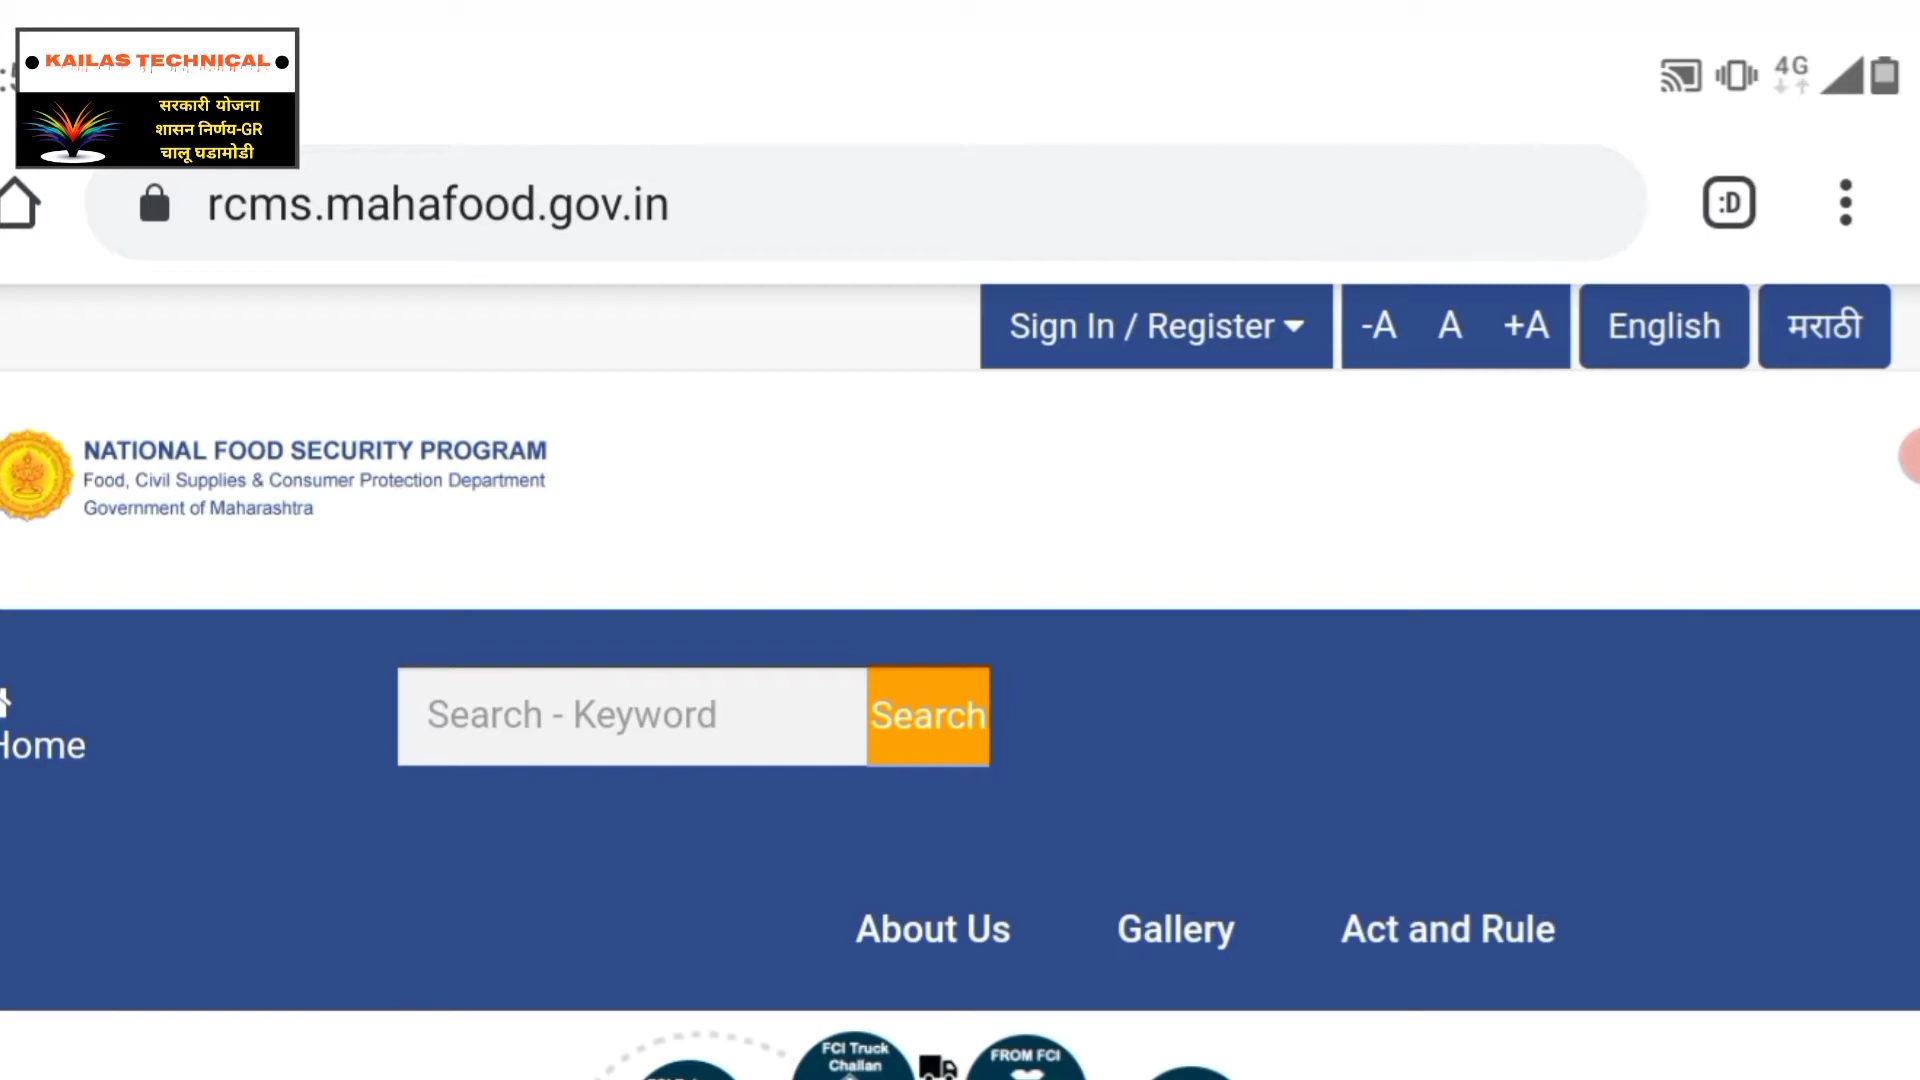 KAILAS TECHNICAL
सरकारी योजना
शासन निर्णय-GR
चालू घडामोडी
4G
rcms.mahafood.gov.in
:D
Sign In / Register
-A A +A
English
मराठी
NATIONAL FOOD SECURITY PROGRAM
Food, Civil Supplies & Consumer Protection Department
Government of Maharashtra
Search - Keyword
Search
Home
About Us
Gallery
Act and Rule
FCI Truck
Challan
FROM FCI